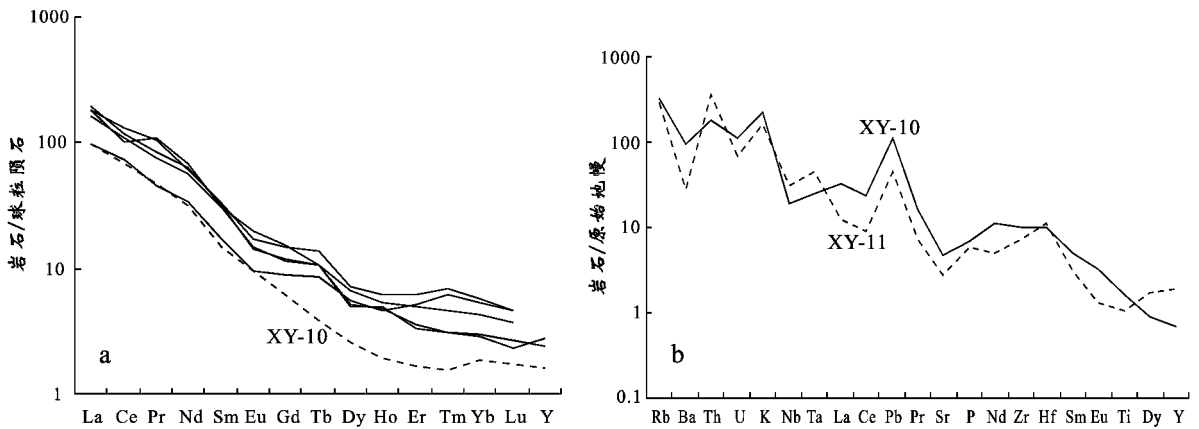 1000
100
10
1
岩石/球粒陨石
XY-10
a
La Ce Pr Nd Sm Eu Gd Tb Dy Ho Er Tm Yb Lu Y
1000
100
10
1
0.1
岩石/原始地慢
XY-10
XY-11
b
Rb Ba Th U K Nb Ta La Ce Pb Pr Sr P Nd Zr Hf Sm Eu Ti Dy Y